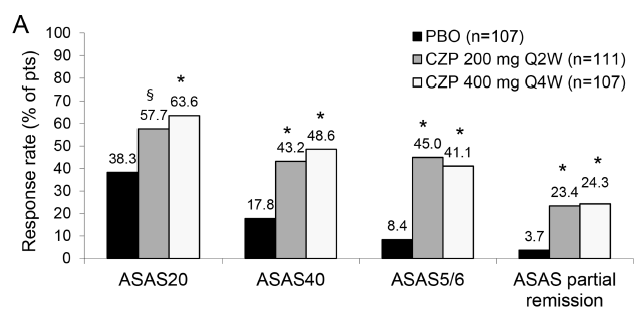 A
PBO (n=107)
CZP 200 mg Q2W (n=111)
CZP 400 mg Q4W (n=107)
Response rate (% of pts)
100
90
80
70
60
50
40
30
20
10
0
§
*
38.3
57.7
63.6
* *
17.8
43.2
48.6
* *
8.4
45.0
41.1
* *
3.7
23.4
24.3
ASAS20
ASAS40
ASAS5/6
ASAS partial
remission